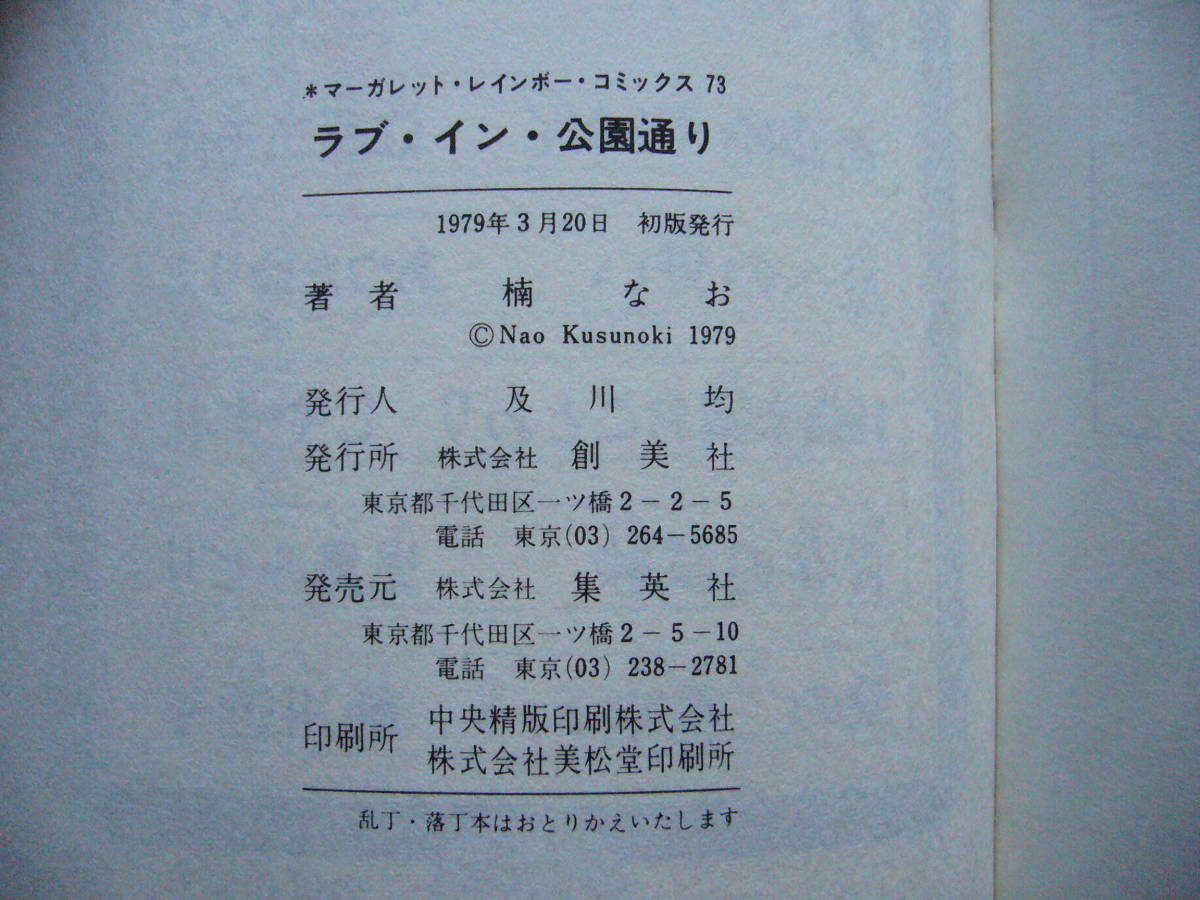 *マーガレット・レインボー・コミックス 73
ラブ・イン・公園通り
1979年3月20日 初版発行
著者 楠 なお
©Nao Kusunoki 1979
発行人 及川 均
発行所 株式会社 創美社
東京都千代田区一ツ橋2−2−5
電話 東京(03) 264−5685
発売元 株式会社 集英社
東京都千代田区一ツ橋2−5−10
電話 東京(03) 238−2781
印刷所 中央精版印刷株式会社
株式会社美松堂印刷所
乱丁・落丁本はおとりかえいたします